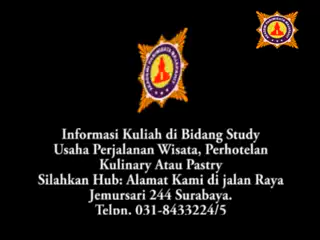 Informasi Kuliah di Bidang Study
Usaha Perjalanan Wisata, Perhotelan
Kulinary Atau Pastry
Silahkan Hub: Alamat Kami di jalan Raya
Jemursari 244 Surabaya.
Telpn. 031-8433224/5